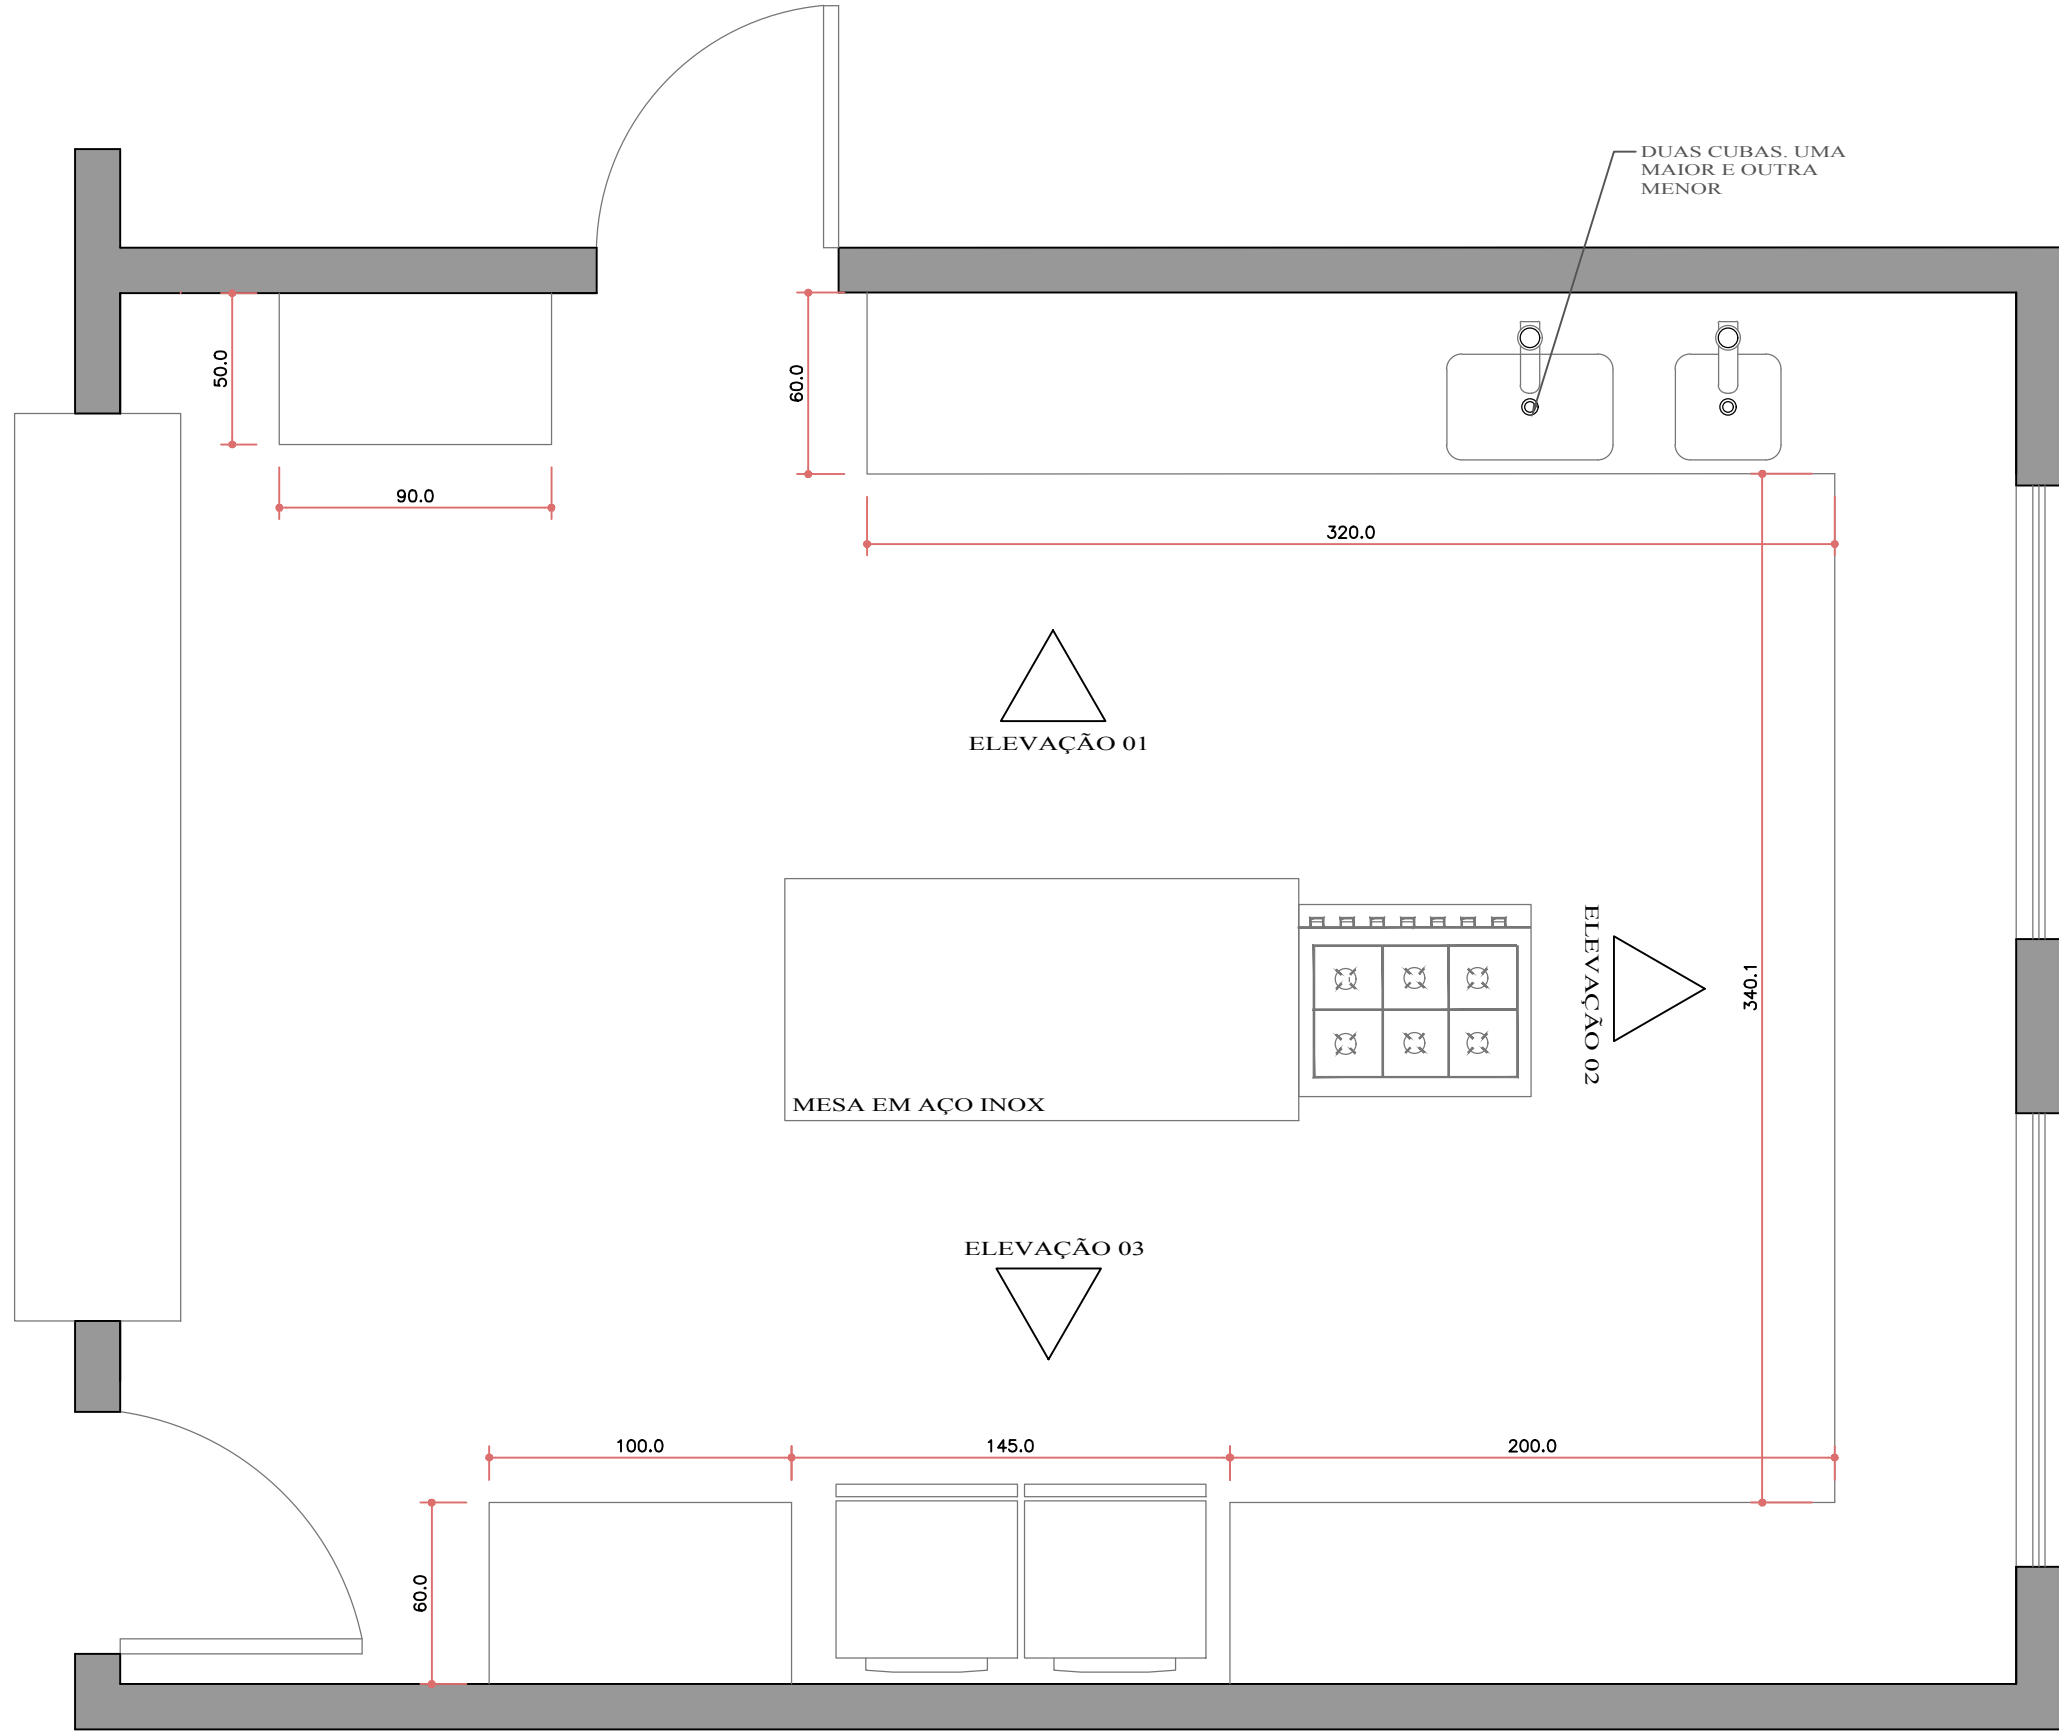 DUAS CUBAS. UMA
MAIOR E OUTRA
MENOR
50.0
60.0
90.0
320.0
ELEVAÇÃO 01
ELEVAÇÃO 02
340.1
MESA EM AÇO INOX
ELEVAÇÃO 03
100.0
145.0
200.0
60.0